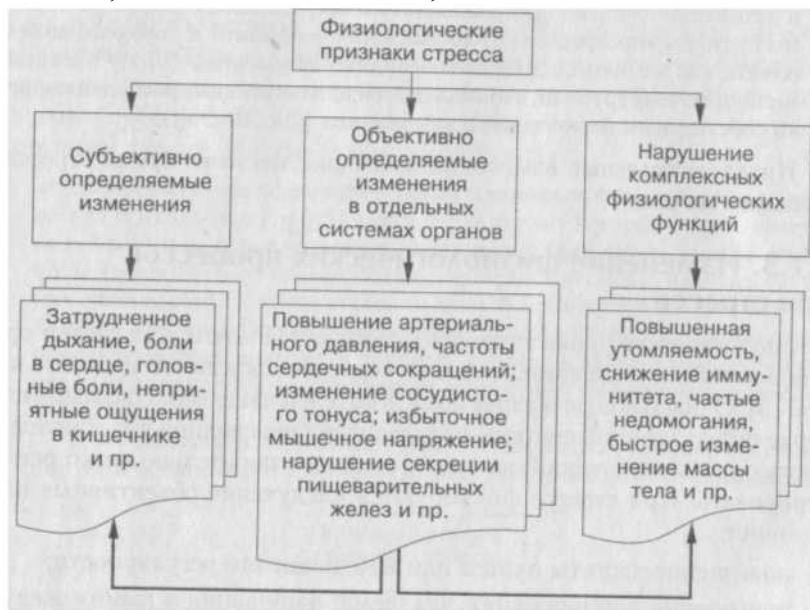 Физиологические
признаки стресса
Субъективно
определяемые
изменения
Объективно
определяемые
изменения
в отдельных
системах органов
Нарушение
комплексных
физиологических
функций
Затрудненное
дыхание, боли
в сердце, голов-
ные боли, непри-
ятные ощущения
в кишечнике
и пр.
Повышение артериаль-
ного давления, частоты
сердечных сокращений;
изменение сосудисто-
го тонуса; избыточное
мышечное напряжение;
нарушение секреции
пищеварительных
желез и пр.
Повышенная
утомляемость,
снижение имму-
нитета, частые
недомогания,
быстрое изме-
нение массы
тела и пр.